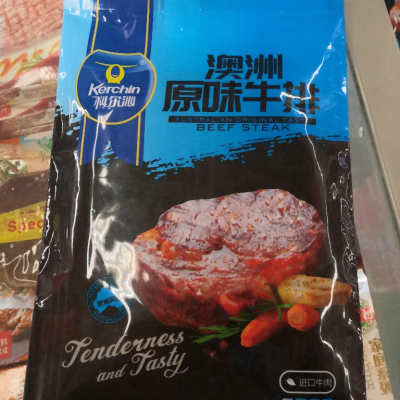 Kerchin
科尔沁
®
澳洲
原味牛排
AUSTRALIAN ORIGINAL TASTE
BEEF STEAK
Tenderness
and Tasty
进口牛肉
Spec